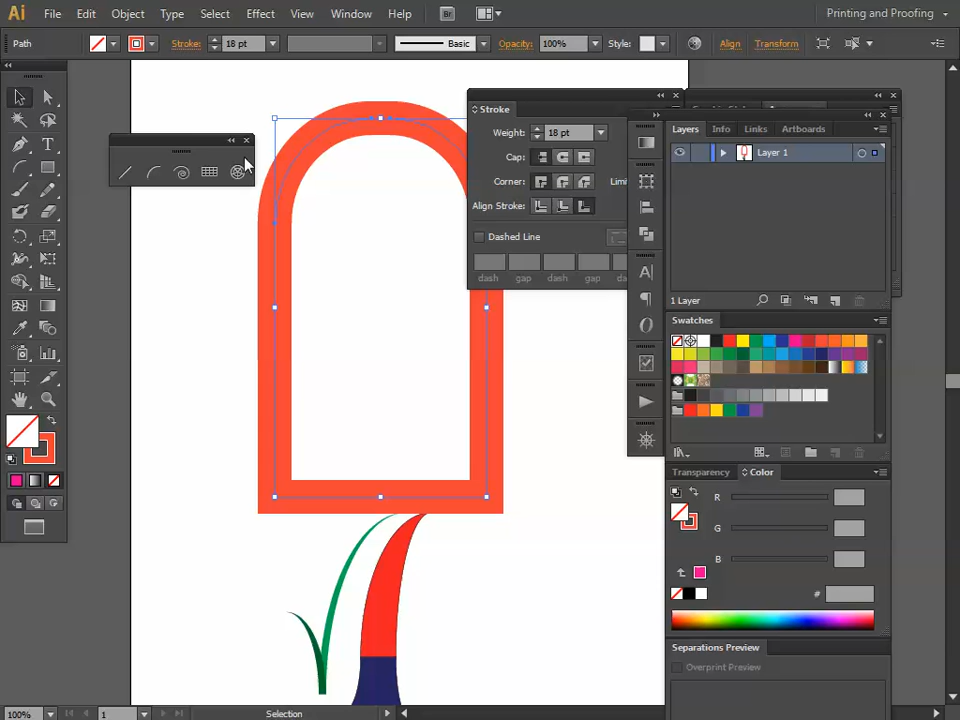 Ai File Edit Object Type Select Effect View Window Help Br Printing and Proofing
Path Stroke: 18 pt Basic Opacity: 100% Style: Align Transform
Stroke
Weight: 18 pt
Cap:
Corner: Limi
Align Stroke:
Dashed Line
dash gap dash gap da
Layers Info Links Artboards
Layer 1
1 Layer
Swatches
Transparency Color
R
G
B
#
Separations Preview
Overprint Preview
100% 1 Selection